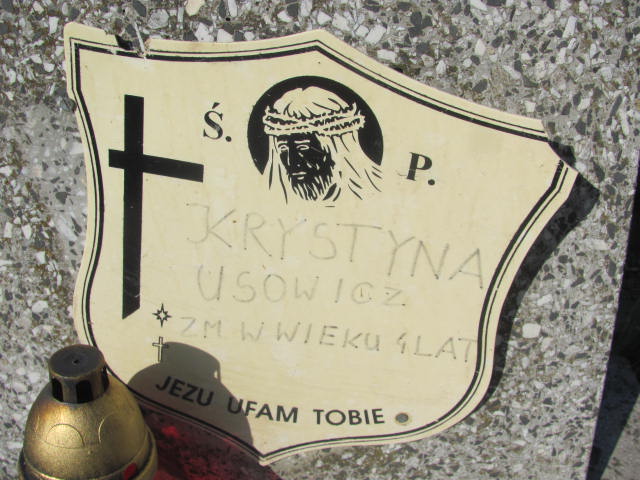 Ś. P.
KRYSTYNA
USOWICZ
ZM W WIEKU 4 LAT
JEZU UFAM TOBIE